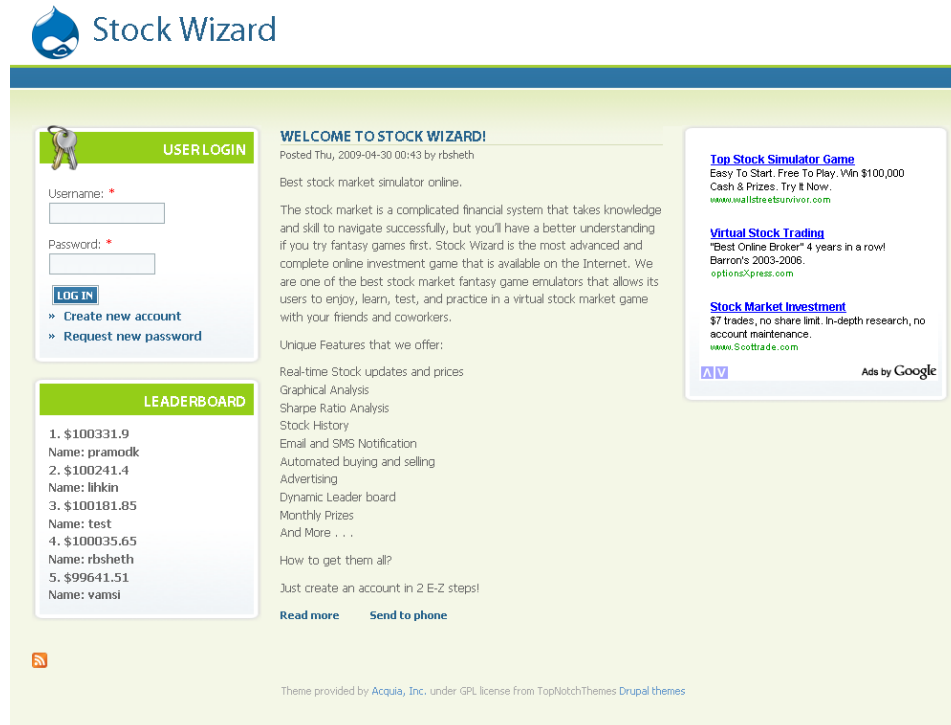 Stock Wizard
USER LOGIN
Username: *
Password: *
LOG IN
» Create new account
» Request new password
LEADERBOARD
1. $100331.9
Name: pramodk
2. $100241.4
Name: lihkin
3. $100181.85
Name: test
4. $100035.65
Name: rbsheth
5. $99641.51
Name: vamsi
WELCOME TO STOCK WIZARD!
Posted Thu, 2009-04-30 00:43 by rbsheth
Best stock market simulator online.
The stock market is a complicated financial system that takes knowledge
and skill to navigate successfully, but you'll have a better understanding
if you try fantasy games first. Stock Wizard is the most advanced and
complete online investment game that is available on the Internet. We
are one of the best stock market fantasy game emulators that allows its
users to enjoy, learn, test, and practice in a virtual stock market game
with your friends and coworkers.
Unique Features that we offer:
Real-time Stock updates and prices
Graphical Analysis
Sharpe Ratio Analysis
Stock History
Email and SMS Notification
Automated buying and selling
Advertising
Dynamic Leader board
Monthly Prizes
And More . . .
How to get them all?
Just create an account in 2 E-Z steps!
Read more Send to phone
Top Stock Simulator Game
Easy To Start. Free To Play. Win $100,000
Cash & Prizes. Try It Now.
www.wallstreetsurvivor.com
Virtual Stock Trading
"Best Online Broker" 4 years in a row!
Barron's 2003-2006.
optionsXpress.com
Stock Market Investment
$7 trades, no share limit. In-depth research, no
account maintenance.
www.Scottrade.com
Ads by Google
Theme provided by Acquia, Inc. under GPL license from TopNotchThemes Drupal themes